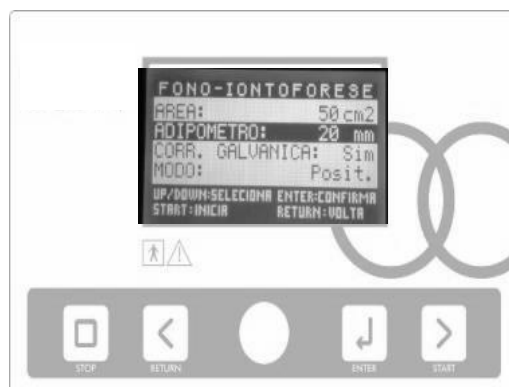 FONO-IONTOFORESE
AREA: 50 cm2
ADIPOMETRO: 20 mm
CORR. GALVANICA: Sim
MODO: Posit.
UP/DOWN:SELECIONA ENTER:CONFIRMA
START:INICIA RETURN:VOLTA
STOP
RETURN
ENTER
START